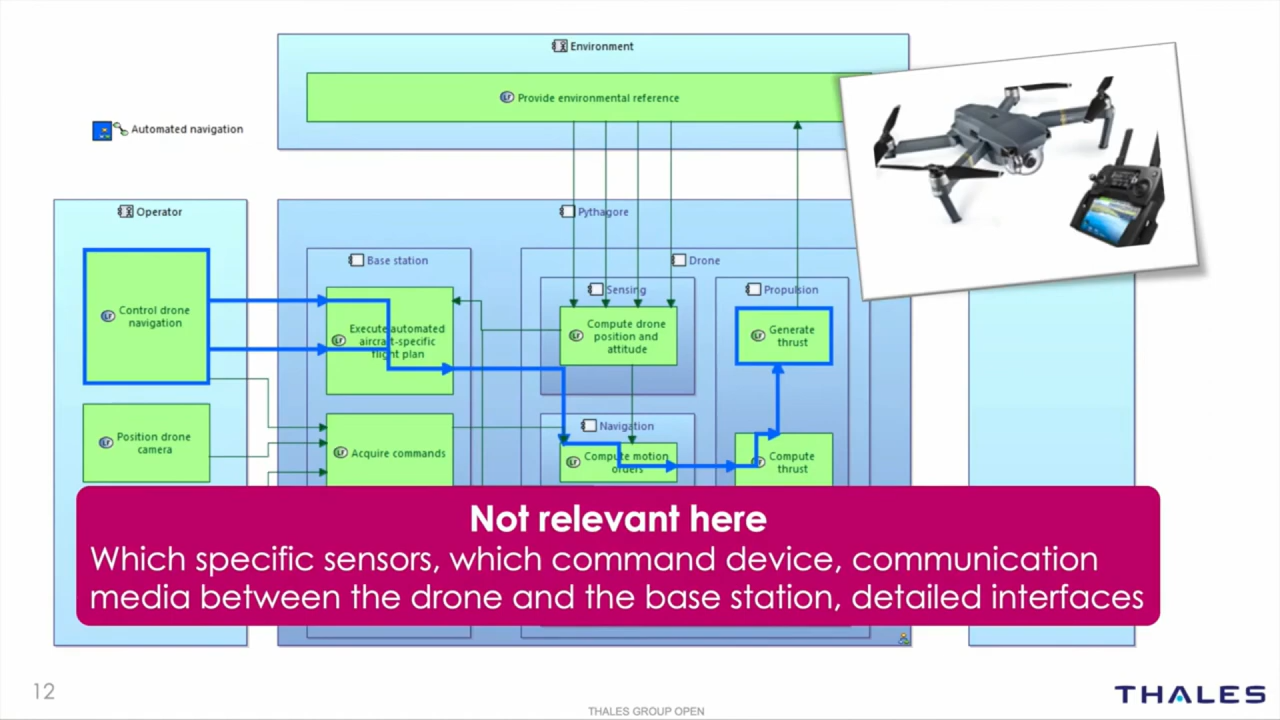 Environment
Provide environmental reference
Automated navigation
Operator
Pythagore
Base station
Drone
Sensing
Propulsion
Control drone
navigation
Execute automated
aircraft-specific
flight plan
Compute drone
position and
attitude
Generate
thrust
Navigation
Position drone
camera
Acquire commands
Compute motion
orders
Compute
thrust
Not relevant here
Which specific sensors, which command device, communication
media between the drone and the base station, detailed interfaces
12
THALES GROUP OPEN
THALES